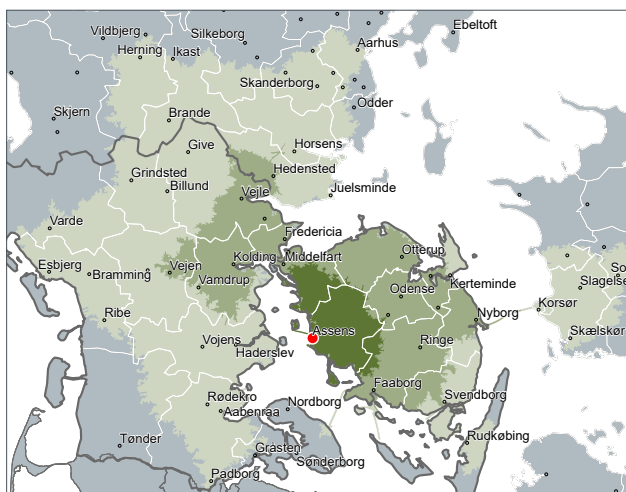 Ebeltoft
Vildbjerg
Silkeborg
Aarhus
Herning
Ikast
Skanderborg
Odder
Skjern
Brande
Give
Horsens
Hedensted
Grindsted
Billund
Vejle
Juelsminde
Varde
Fredericia
Otterup
Esbjerg
Bramming
Vejen
Kolding
Middelfart
Kerteminde
Slagelse
Vamdrup
Odense
Korsør
Ribe
Nyborg
Assens
Skælskør
Vojens
Ringe
Haderslev
Faaborg
Rødekro
Nordborg
Svendborg
Aabenraa
Tønder
Gråsten
Rudkøbing
Sønderborg
Padborg